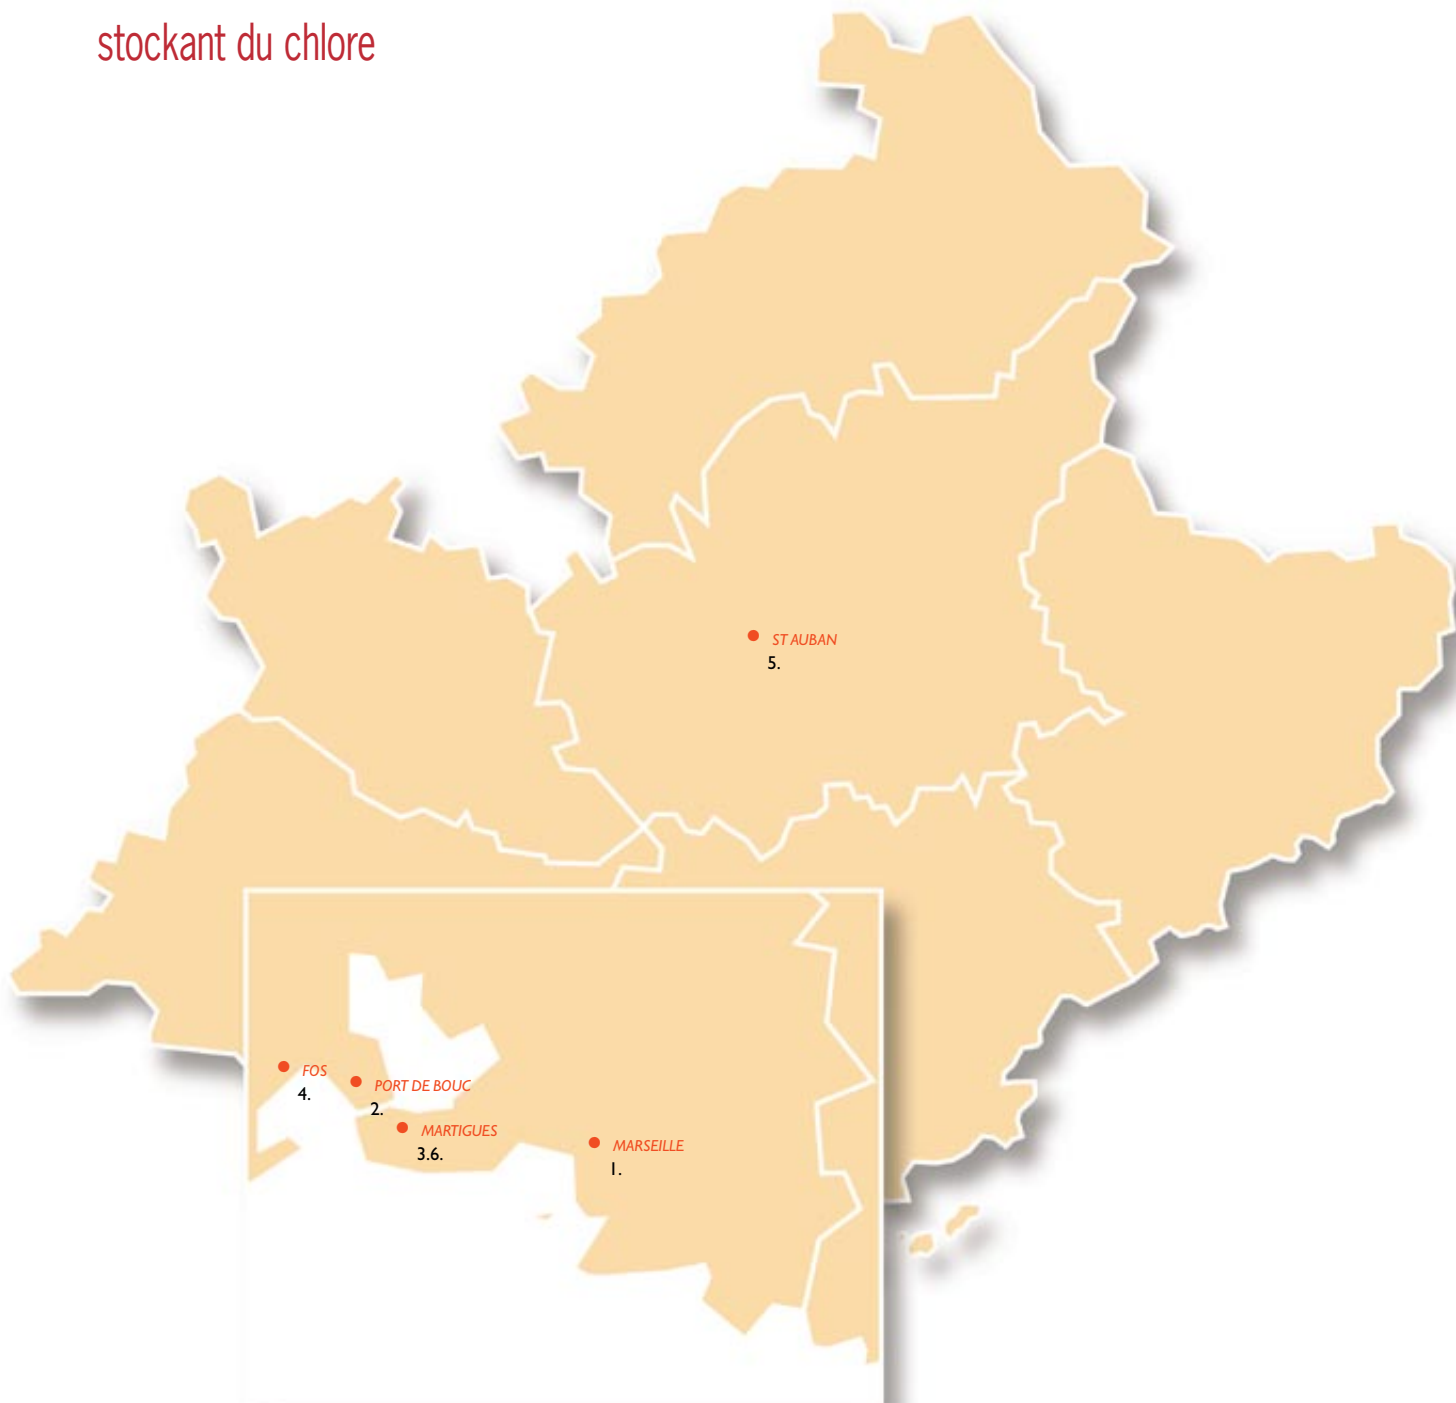 stockant du chlore
ST AUBAN
5.
FOS
4.
PORT DE BOUC
2.
MARTIGUES
3.6.
MARSEILLE
1.